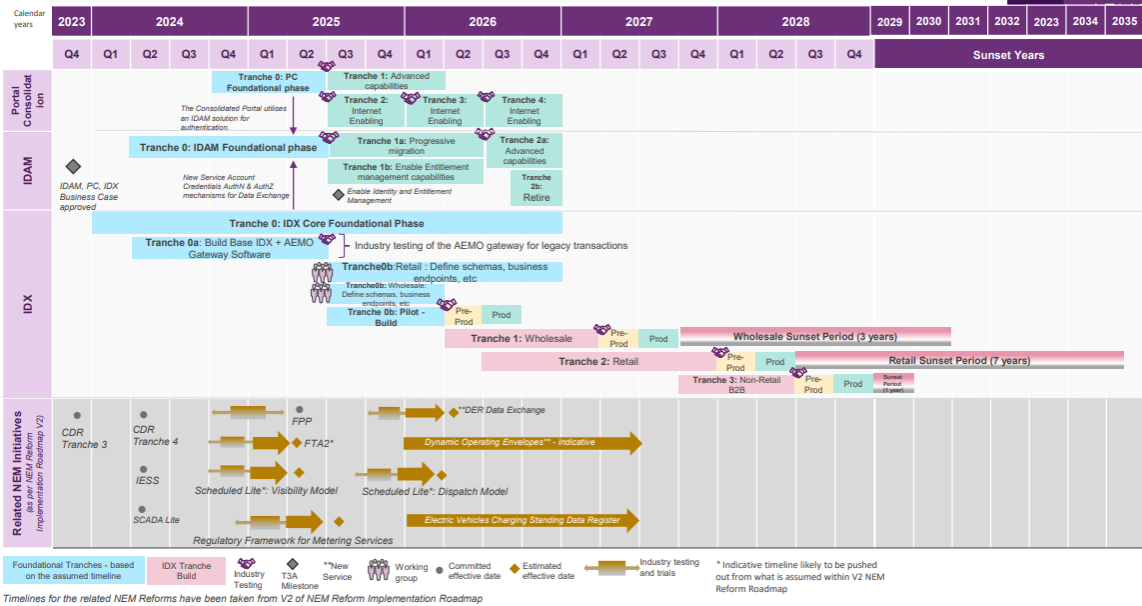 Calendar
years
2023
2024
2025
2026
2027
2028
2029
2030
2031
2032
2023
2034
2035
Q4
Q1
Q2
Q3
Q4
Q1
Q2
Q3
Q4
Q1
Q2
Q3
Q4
Q1
Q2
Q3
Q4
Q1
Q2
Q3
Q4
Sunset Years
Portal
Consolidat
ion
Tranche 0: PC
Foundational phase
Tranche 1: Advanced
capabilities
The Consolidated Portal utilises
an IDAM solution for
authentication.
Tranche 2:
Internet
Enabling
Tranche 3:
Internet
Enabling
Tranche 4:
Internet
Enabling
IDAM
Tranche 0: IDAM Foundational phase
Tranche 1a: Progressive
migration
Tranche 2a:
Advanced
capabilities
Tranche 1b: Enable Entitlement
management capabilities
Tranche
2b:
Retire
IDAM, PC, IDX
Business Case
approved
New Service Account
Credentials AuthN & AuthZ
mechanisms for Data Exchange
Enable Identity and Entitlement
Management
IDX
Tranche 0: IDX Core Foundational Phase
Tranche 0a: Build Base IDX + AEMO
Gateway Software
Industry testing of the AEMO gateway for legacy transactions
Tranche0b:Retail : Define schemas, business
endpoints, etc
Tranche0b: Wholesale:
Define schemas, business
endpoints, etc
Tranche 0b: Pilot -
Build
Pre-
Prod
Prod
Tranche 1: Wholesale
Pre-
Prod
Prod
Wholesale Sunset Period (3 years)
Tranche 2: Retail
Pre-
Prod
Prod
Retail Sunset Period (7 years)
Tranche 3: Non-Retail
B2B
Pre-
Prod
Prod
Sunset
Period
(1 year)
Related NEM Initiatives
(as per NEM Reform
Implementation Roadmap V2)
CDR
Tranche 3
CDR
Tranche 4
FPP
**DER Data Exchange
FTA2*
Dynamic Operating Envelopes** - Indicative
IESS
Scheduled Lite*: Visibility Model
Scheduled Lite*: Dispatch Model
SCADA Lite
Regulatory Framework for Metering Services
Electric Vehicles Charging Standing Data Register
Foundational Tranches - based
on the assumed timeline
IDX Tranche
Build
Industry
Testing
T3A
Milestone
**New
Service
Working
group
Committed
effective date
Estimated
effective date
Industry testing
and trials
* Indicative timeline likely to be pushed
out from what is assumed within V2 NEM
Reform Roadmap
Timelines for the related NEM Reforms have been taken from V2 of NEM Reform Implementation Roadmap